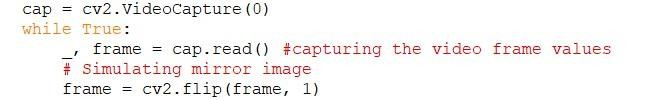 cap = cv2.VideoCapture(0)
while True:
    _, frame = cap.read() #capturing the video frame values
    # Simulating mirror image
    frame = cv2.flip(frame, 1)